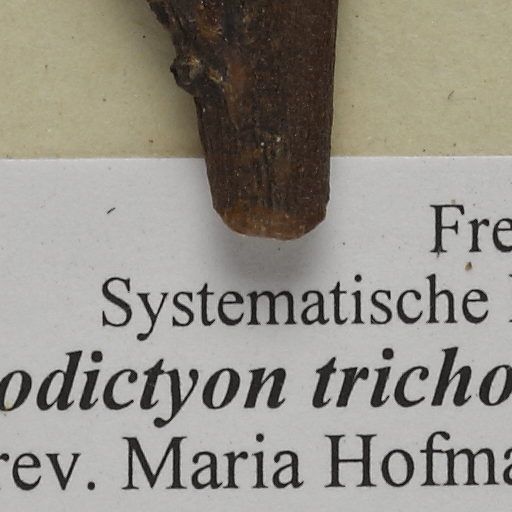 Fre
Systematische
odictyon tricho
rev. Maria Hofma